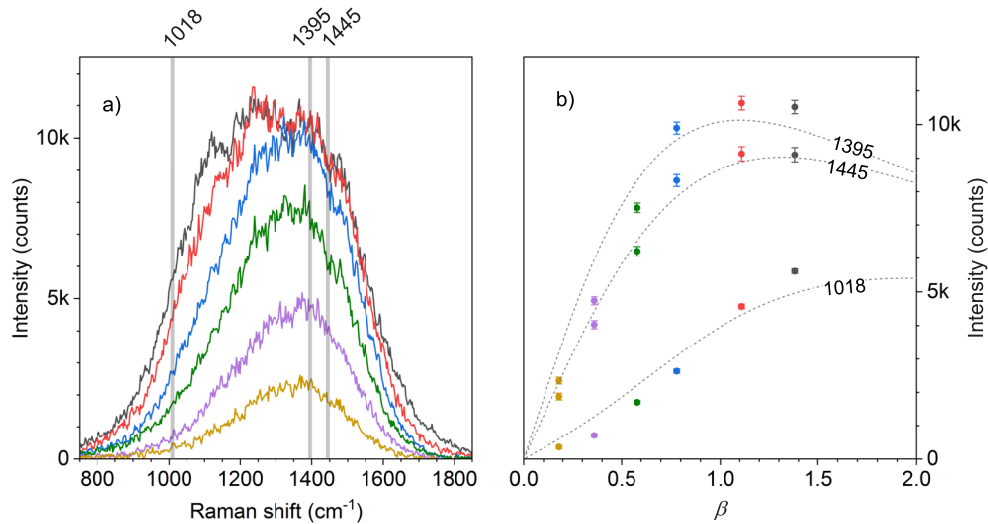 1018
1395
1445
a)
10k
5k
0
Intensity (counts)
800
1000
1200
1400
1600
1800
Raman shift (cm⁻¹)
b)
1395
1445
1018
10k
5k
0
Intensity (counts)
0.0
0.5
1.0
1.5
2.0
β